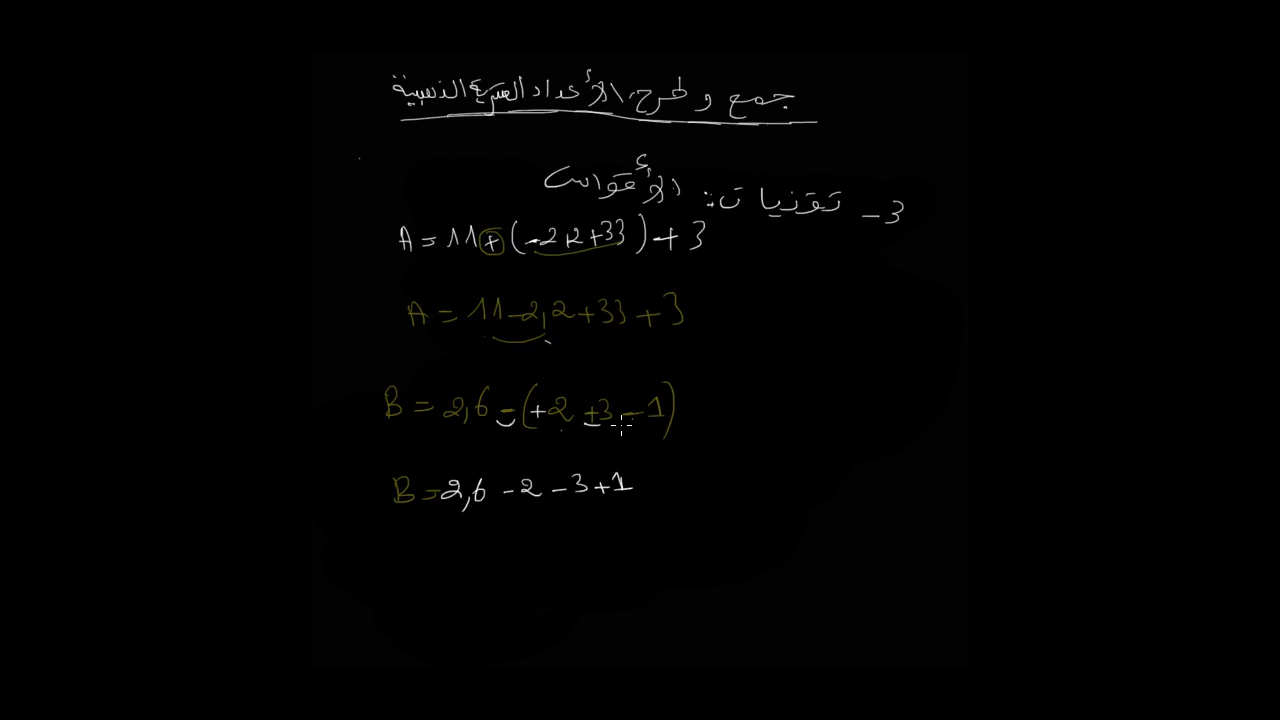 جمع و طرح الأعداد العشرية النسبية
3- تقنيات: الأقواس
A = 11 + (-2,2 + 33) + 3
A = 11 - 2,2 + 33 + 3
B = 2,6 - (+2 + 3 - 1)
B = 2,6 - 2 - 3 + 1